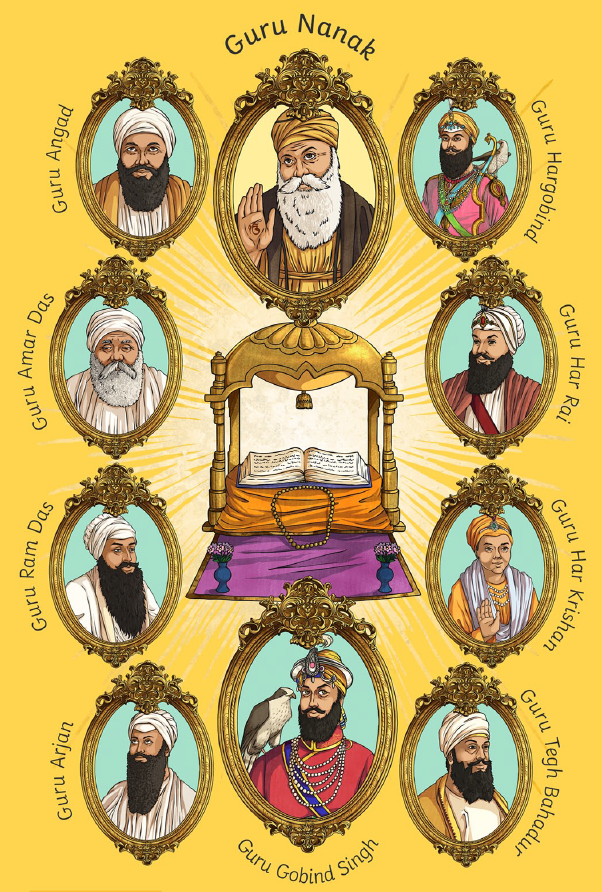 Guru Nanak
Guru Angad
Guru Hargobind
Guru Amar Das
Guru Har Rai
Guru Ram Das
Guru Har Krishan
Guru Arjan
Guru Tegh Bahadur
Guru Gobind Singh